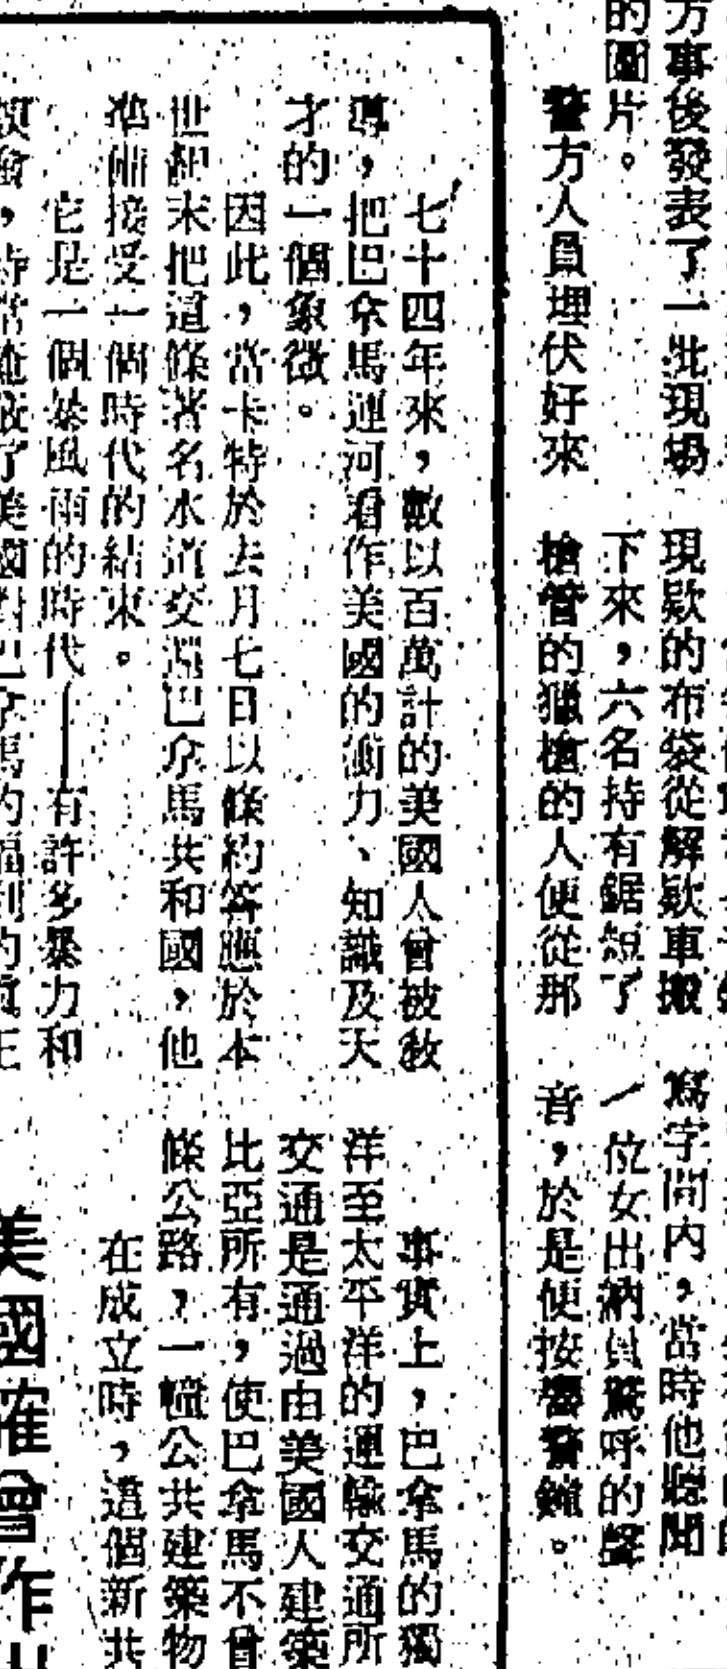 方事後發表了一批現場
的圖片。
警方人員埋伏好來
現欵的布袋從解欵車搬
下來，六名持有鋸短了
槍管的獵槍的人便從那
寫字間内，當時他聽聞
一位女出納員驚呼的聲
音，於是便按響警鐘。
七十四年來，數以百萬計的美國人曾被教
導，把巴拿馬運河看作美國的衝力、知識及天
才的一個象徵。
因此，當卡特於去月七日以條約答應於本
世紀末把這條著名水道交還巴拿馬共和國，他
準備接受一個時代的結束。
它是一個暴風雨的時代——有許多暴力和
事實上，巴拿馬的獨
洋至太平洋的運輸交通所
交通是通過由美國人建築
比亞所有，使巴拿馬不曾
條公路，一幢公共建築物
在成立時，這個新共
美國確曾作